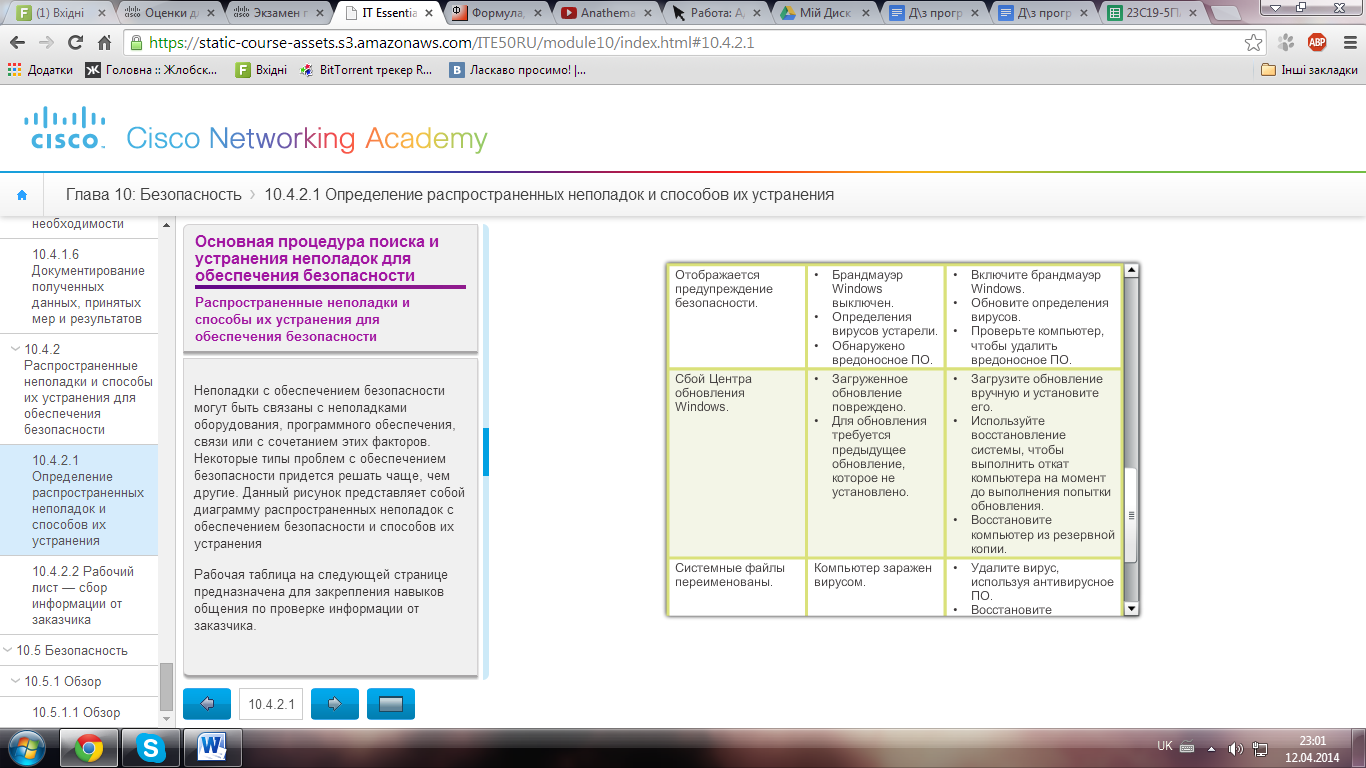 (1) Вхідні
Оценки д
Экзамен г
IT Essentia
Формула,
Anathema
Работа: А
Мій Диск
Д\з прогр
Д\з прогр
23С19-5П
https://static-course-assets.s3.amazonaws.com/ITE50RU/module10/index.html#10.4.2.1
ABP
Додатки
Головна :: Жлобск...
Вхідні
BitTorrent трекер R...
Ласкаво просимо! |...
Інші закладки
CISCO.
Cisco Networking Academy
Глава 10: Безопасность
10.4.2.1 Определение распространенных неполадок и способов их устранения
необходимости
10.4.1.6
Документирование
полученных
данных, принятых
мер и результатов
10.4.2
Распространенные
неполадки и способы
их устранения для
обеспечения
безопасности
10.4.2.1
Определение
распространенных
неполадок и
способов их
устранения
10.4.2.2 Рабочий
лист — сбор
информации от
заказчика
10.5 Безопасность
10.5.1 Обзор
10.5.1.1 Обзор
Основная процедура поиска и
устранения неполадок для
обеспечения безопасности
Распространенные неполадки и
способы их устранения для
обеспечения безопасности
Неполадки с обеспечением безопасности
могут быть связаны с неполадками
оборудования, программного обеспечения,
связи или с сочетанием этих факторов.
Некоторые типы проблем с обеспечением
безопасности придется решать чаще, чем
другие. Данный рисунок представляет собой
диаграмму распространенных неполадок с
обеспечением безопасности и способов их
устранения
Рабочая таблица на следующей странице
предназначена для закрепления навыков
общения по проверке информации от
заказчика.
10.4.2.1
Отображается
предупреждение
безопасности.
• Брандмауэр
Windows
выключен.
• Определения
вирусов устарели.
• Обнаружено
вредоносное ПО.
• Включите брандмауэр
Windows.
• Обновите определения
вирусов.
• Проверьте компьютер,
чтобы удалить
вредоносное ПО.
Сбой Центра
обновления
Windows.
• Загруженное
обновление
повреждено.
• Для обновления
требуется
предыдущее
обновление,
которое не
установлено.
• Загрузите обновление
вручную и установите
его.
• Используйте
восстановление
системы, чтобы
выполнить откат
компьютера на момент
до выполнения попытки
обновления.
• Восстановите
компьютер из резервной
копии.
Системные файлы
переименованы.
Компьютер заражен
вирусом.
• Удалите вирус,
используя антивирусное
ПО.
• Восстановите
UK
23:01
12.04.2014